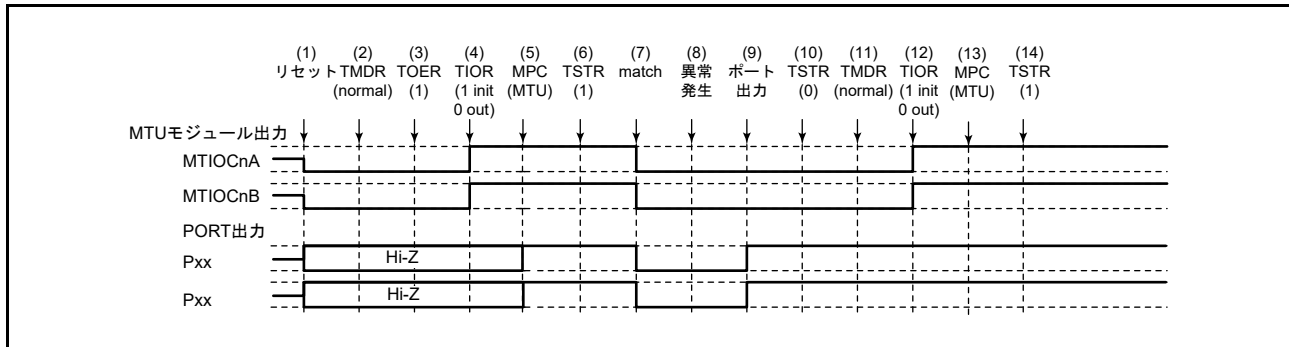 (1) (2) (3) (4) (5) (6) (7) (8) (9) (10) (11) (12) (13) (14)
リセット TMDR TOER TIOR MPC TSTR match 異常 ポート TSTR TMDR TIOR MPC TSTR
(normal) (1) (1 init (MTU) (1) 発生 出力 (0) (normal) (1 init (MTU) (1)
0 out) 0 out)
MTUモジュール出力
MTIOCnA
MTIOCnB
PORT出力
Pxx Hi-Z
Pxx Hi-Z